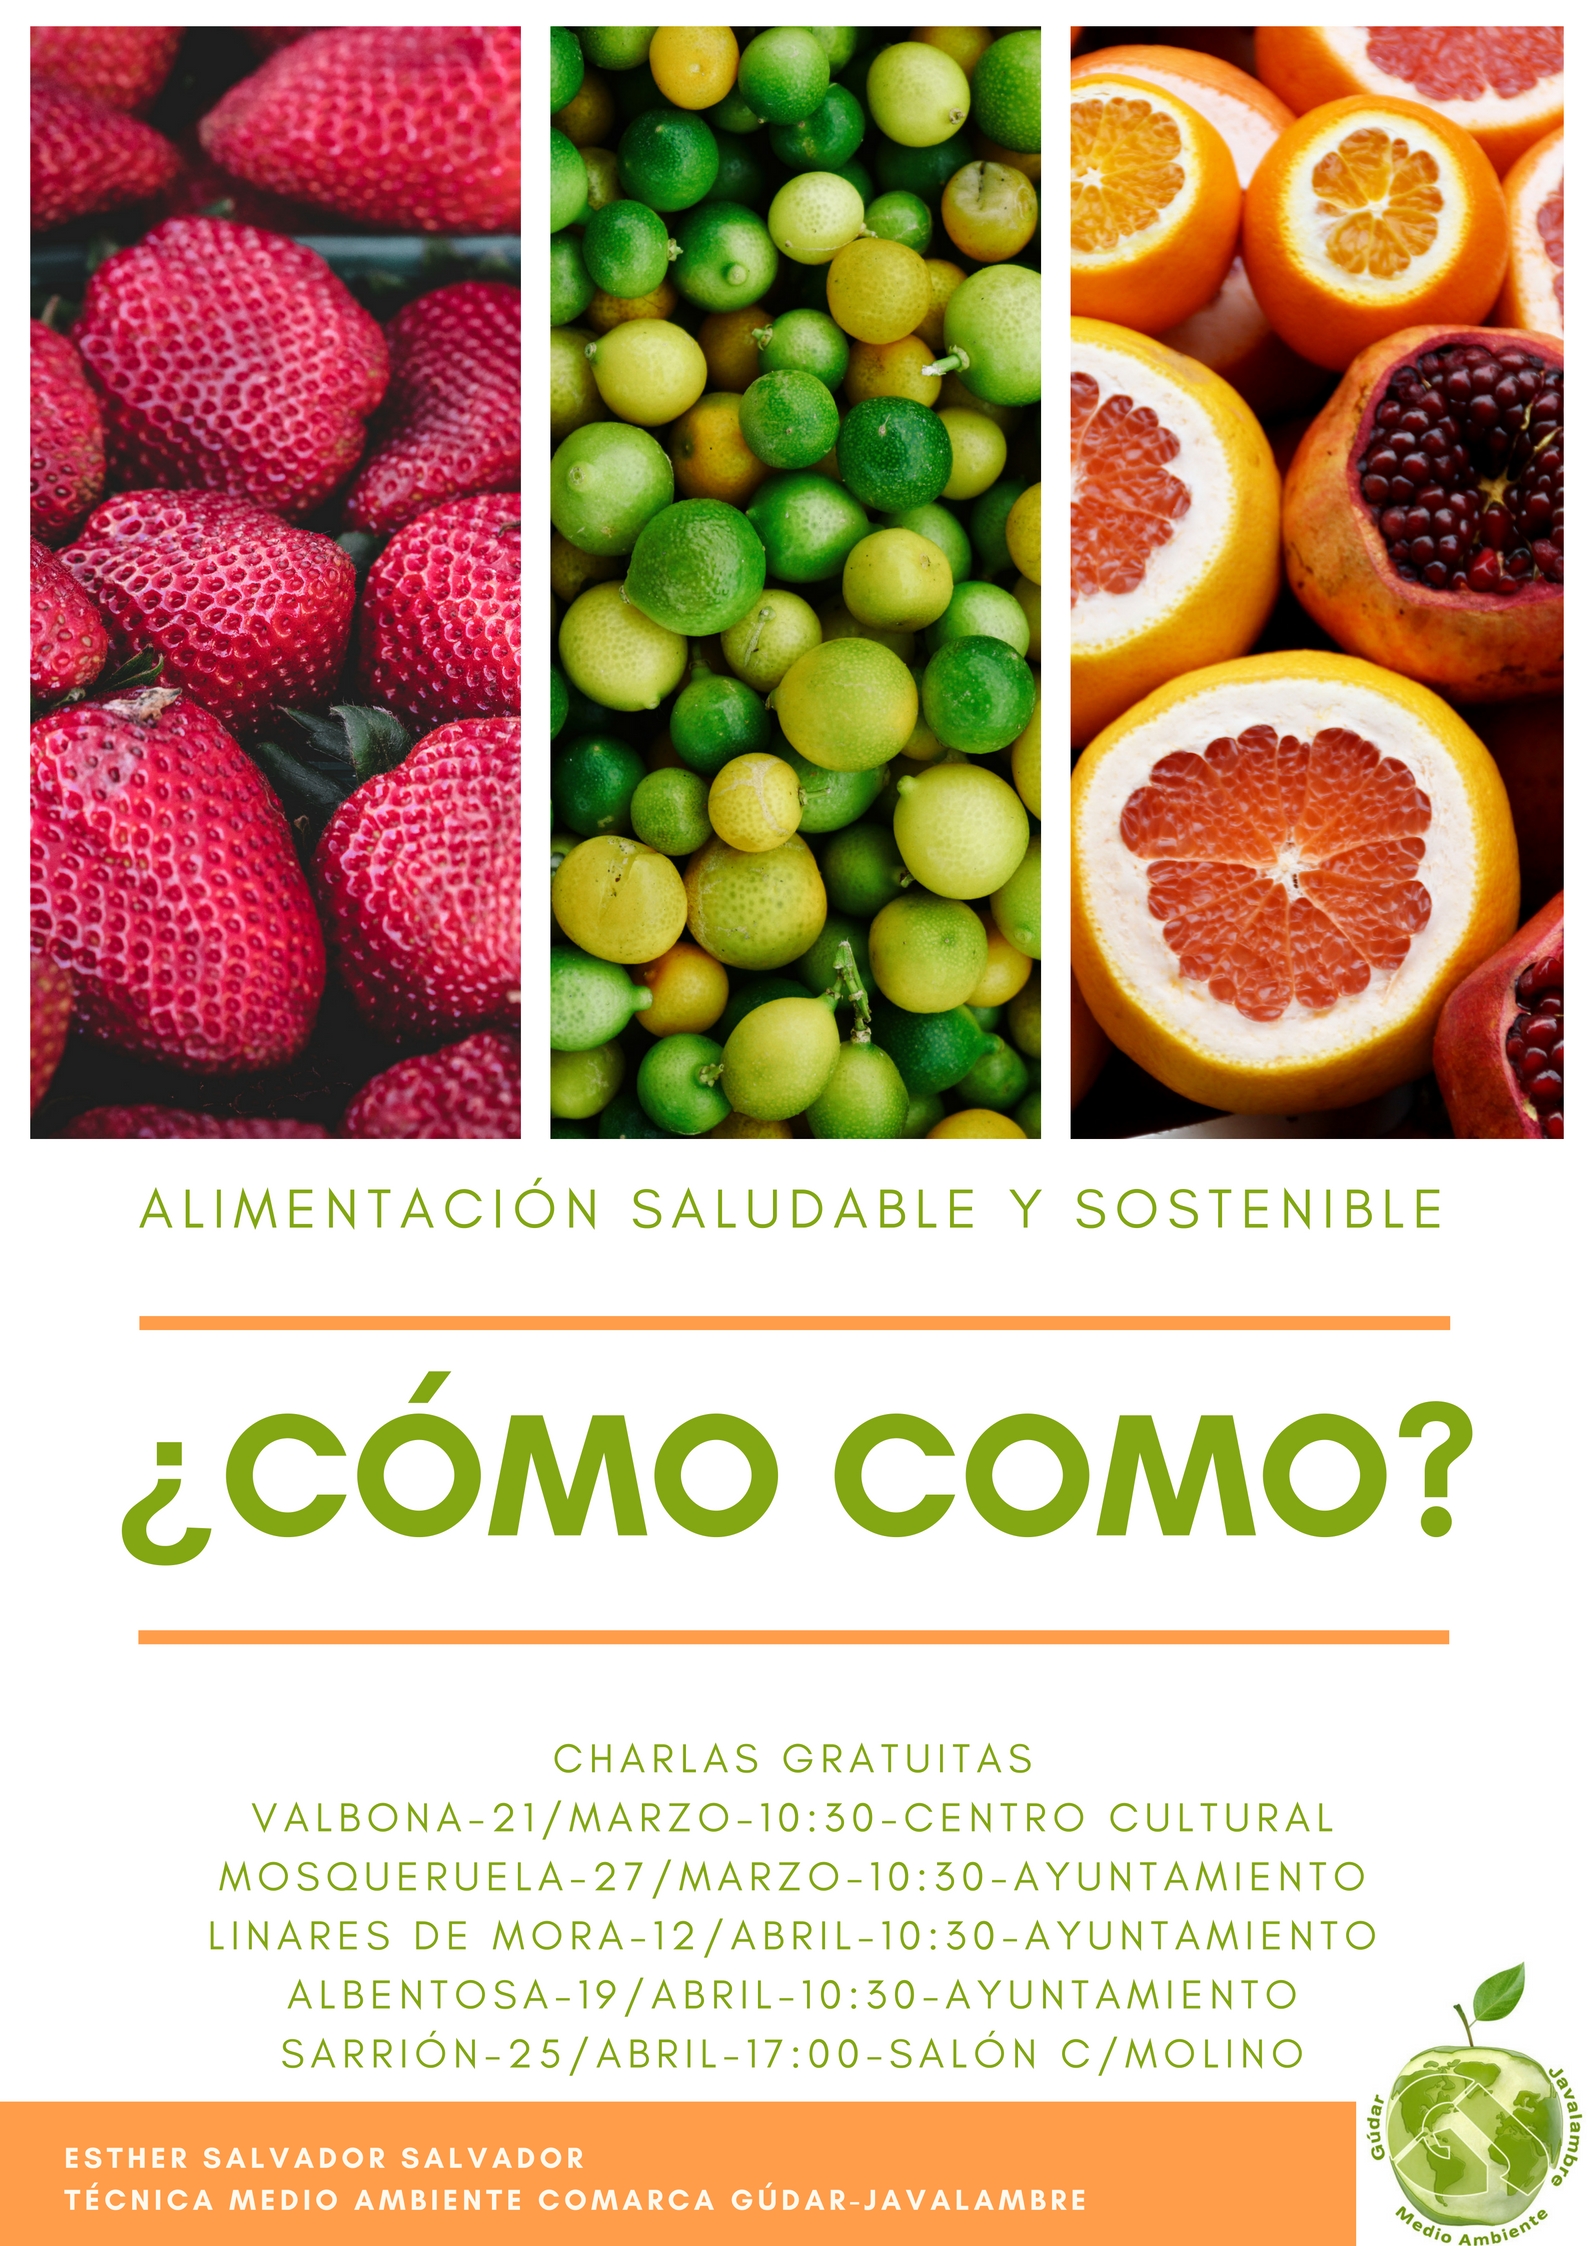 ALIMENTACIÓN SALUDABLE Y SOSTENIBLE
¿CÓMO COMO?
CHARLAS GRATUITAS
VALBONA-21/MARZO-10:30-CENTRO CULTURAL
MOSQUERUELA-27/MARZO-10:30-AYUNTAMIENTO
LINARES DE MORA-12/ABRIL-10:30-AYUNTAMIENTO
ALBENTOSA-19/ABRIL-10:30-AYUNTAMIENTO
SARRIÓN-25/ABRIL-17:00-SALÓN C/MOLINO
ESTHER SALVADOR SALVADOR
TÉCNICA MEDIO AMBIENTE COMARCA GÚDAR-JAVALAMBRE
Gúdar
Javalambre
Medio Ambiente